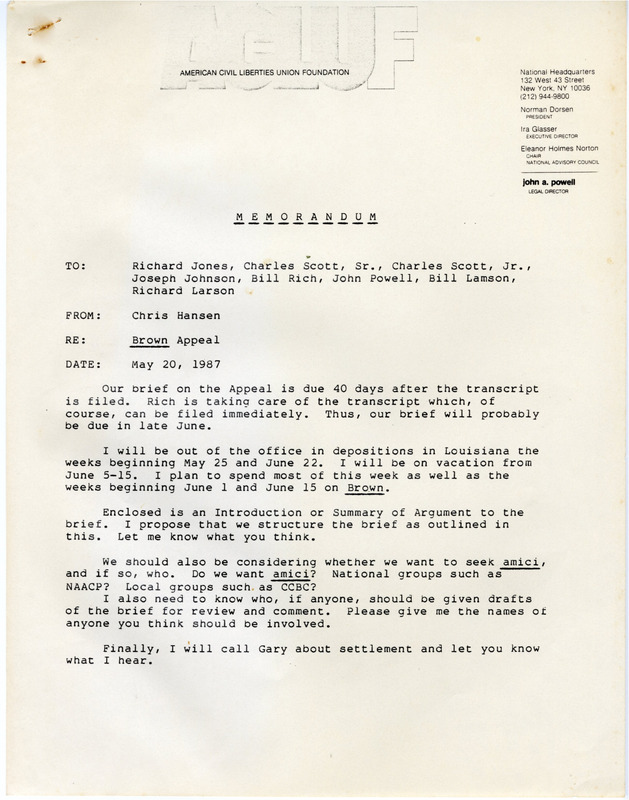 AMERICAN CIVIL LIBERTIES UNION FOUNDATION
National Headquarters
132 West 43 Street
New York, NY 10036
(212) 944-9800
Norman Dorsen
PRESIDENT
Ira Glasser
EXECUTIVE DIRECTOR
Eleanor Holmes Norton
CHAIR
NATIONAL ADVISORY COUNCIL
john a. powell
LEGAL DIRECTOR
M E M O R A N D U M
TO: Richard Jones, Charles Scott, Sr., Charles Scott, Jr.,
Joseph Johnson, Bill Rich, John Powell, Bill Lamson,
Richard Larson
FROM: Chris Hansen
RE: Brown Appeal
DATE: May 20, 1987
Our brief on the Appeal is due 40 days after the transcript
is filed. Rich is taking care of the transcript which, of
course, can be filed immediately. Thus, our brief will probably
be due in late June.
I will be out of the office in depositions in Louisiana the
weeks beginning May 25 and June 22. I will be on vacation from
June 5-15. I plan to spend most of this week as well as the
weeks beginning June 1 and June 15 on Brown.
Enclosed is an Introduction or Summary of Argument to the
brief. I propose that we structure the brief as outlined in
this. Let me know what you think.
We should also be considering whether we want to seek amici,
and if so, who. Do we want amici? National groups such as
NAACP? Local groups such as CCBC?
I also need to know who, if anyone, should be given drafts
of the brief for review and comment. Please give me the names of
anyone you think should be involved.
Finally, I will call Gary about settlement and let you know
what I hear.